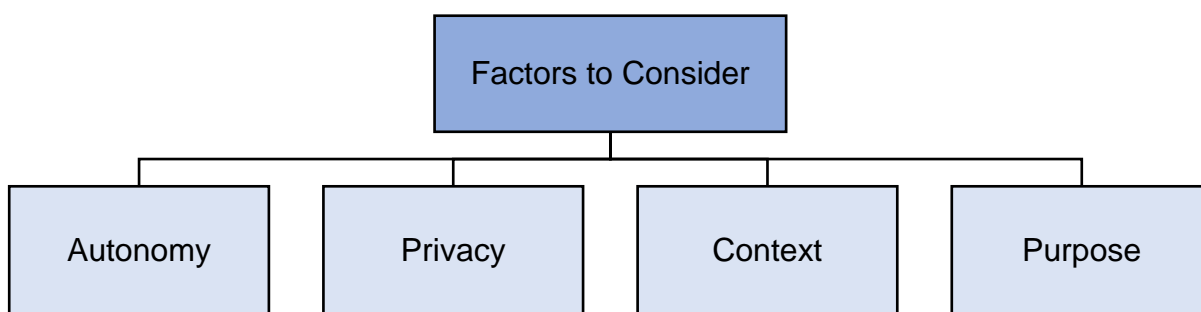 Factors to Consider
Autonomy
Privacy
Context
Purpose